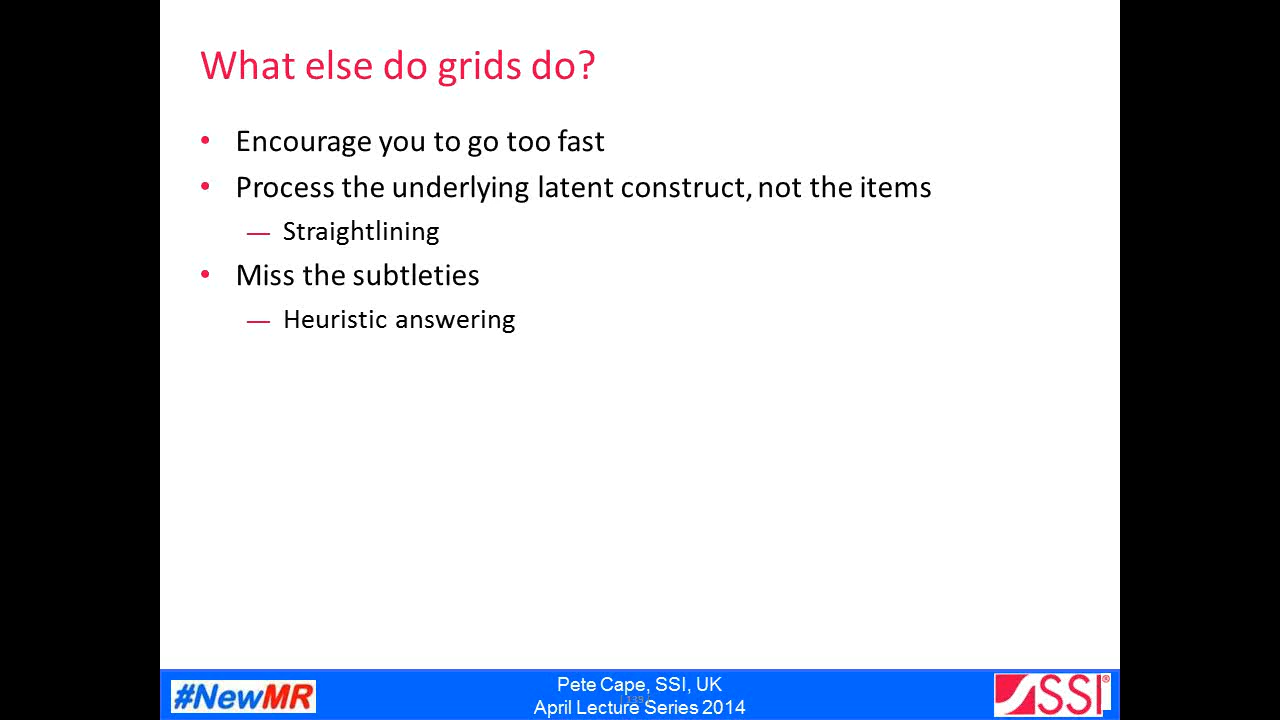 What else do grids do?
• Encourage you to go too fast
• Process the underlying latent construct, not the items
— Straightlining
• Miss the subtleties
— Heuristic answering
#NewMR
Pete Cape, SSI, UK
April Lecture Series 2014
SSI®